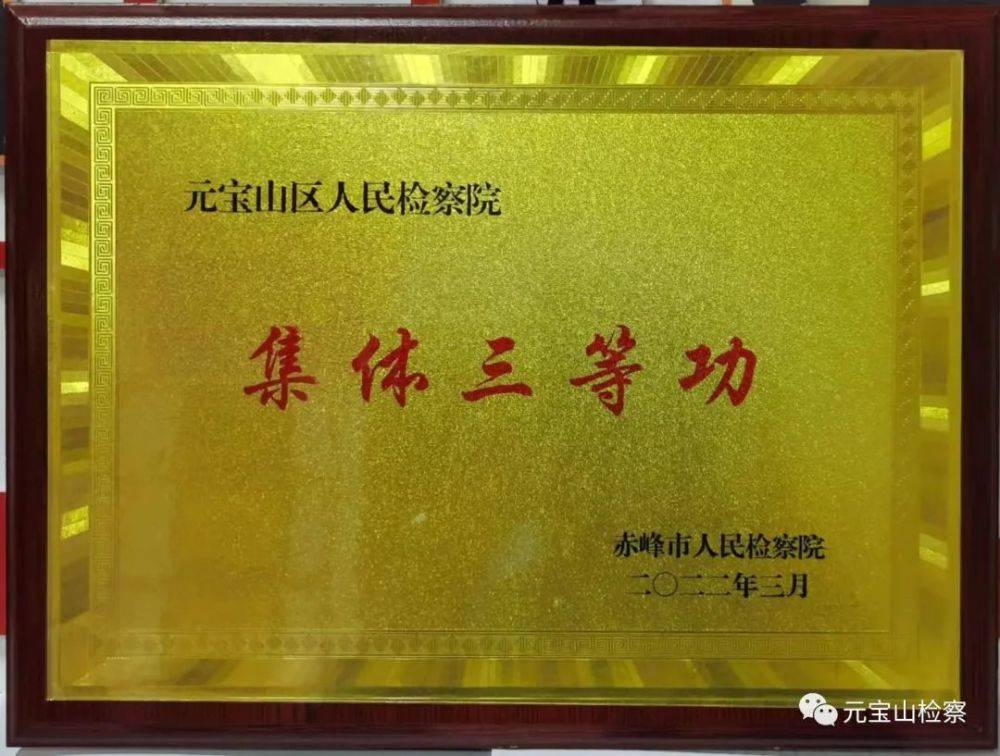 元宝山区人民检察院
集体三等功
赤峰市人民检察院
二〇二二年三月
元宝山检察